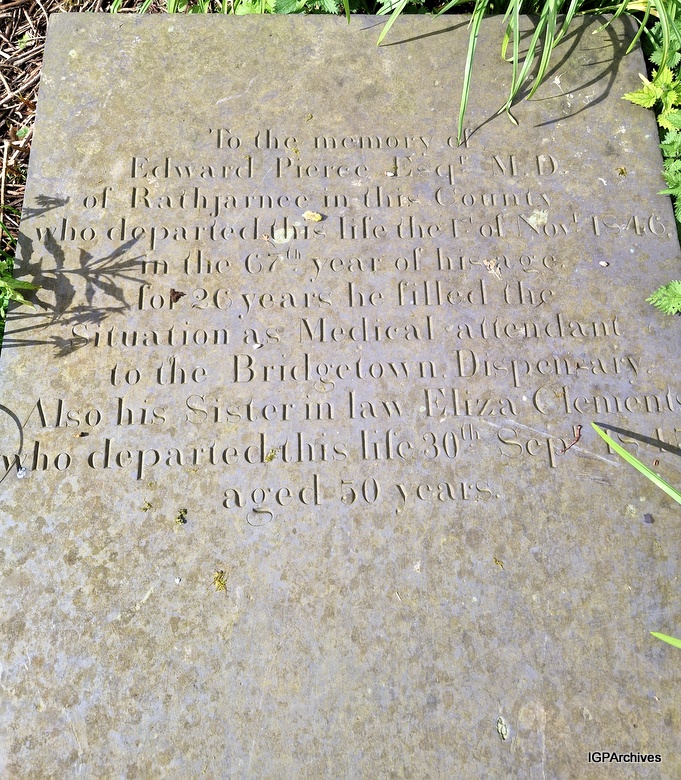 To the memory of
Edward Pierce Esqr. M.D.
of Rathjarnee in this County
who departed this life the 1st of Novr 1846.
in the 67th year of his age,
for 26 years he filled the
Situation as Medical attendant
to the Bridgetown Dispensary.
Also his Sister in law Eliza Clements
who departed this life 30th Sepr
aged 50 years.
IGPArchives